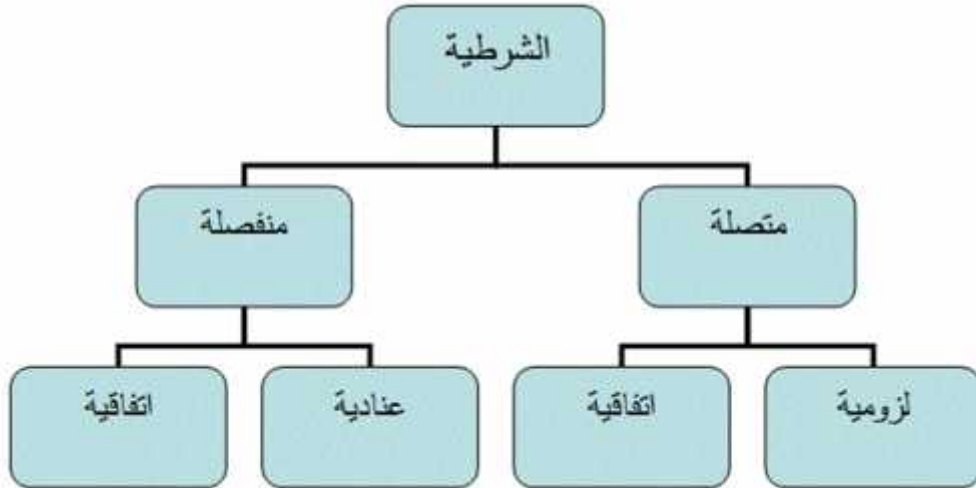 الشرطية
متصلة
منفصلة
لزومية
اتفاقية
عنادية
اتفاقية